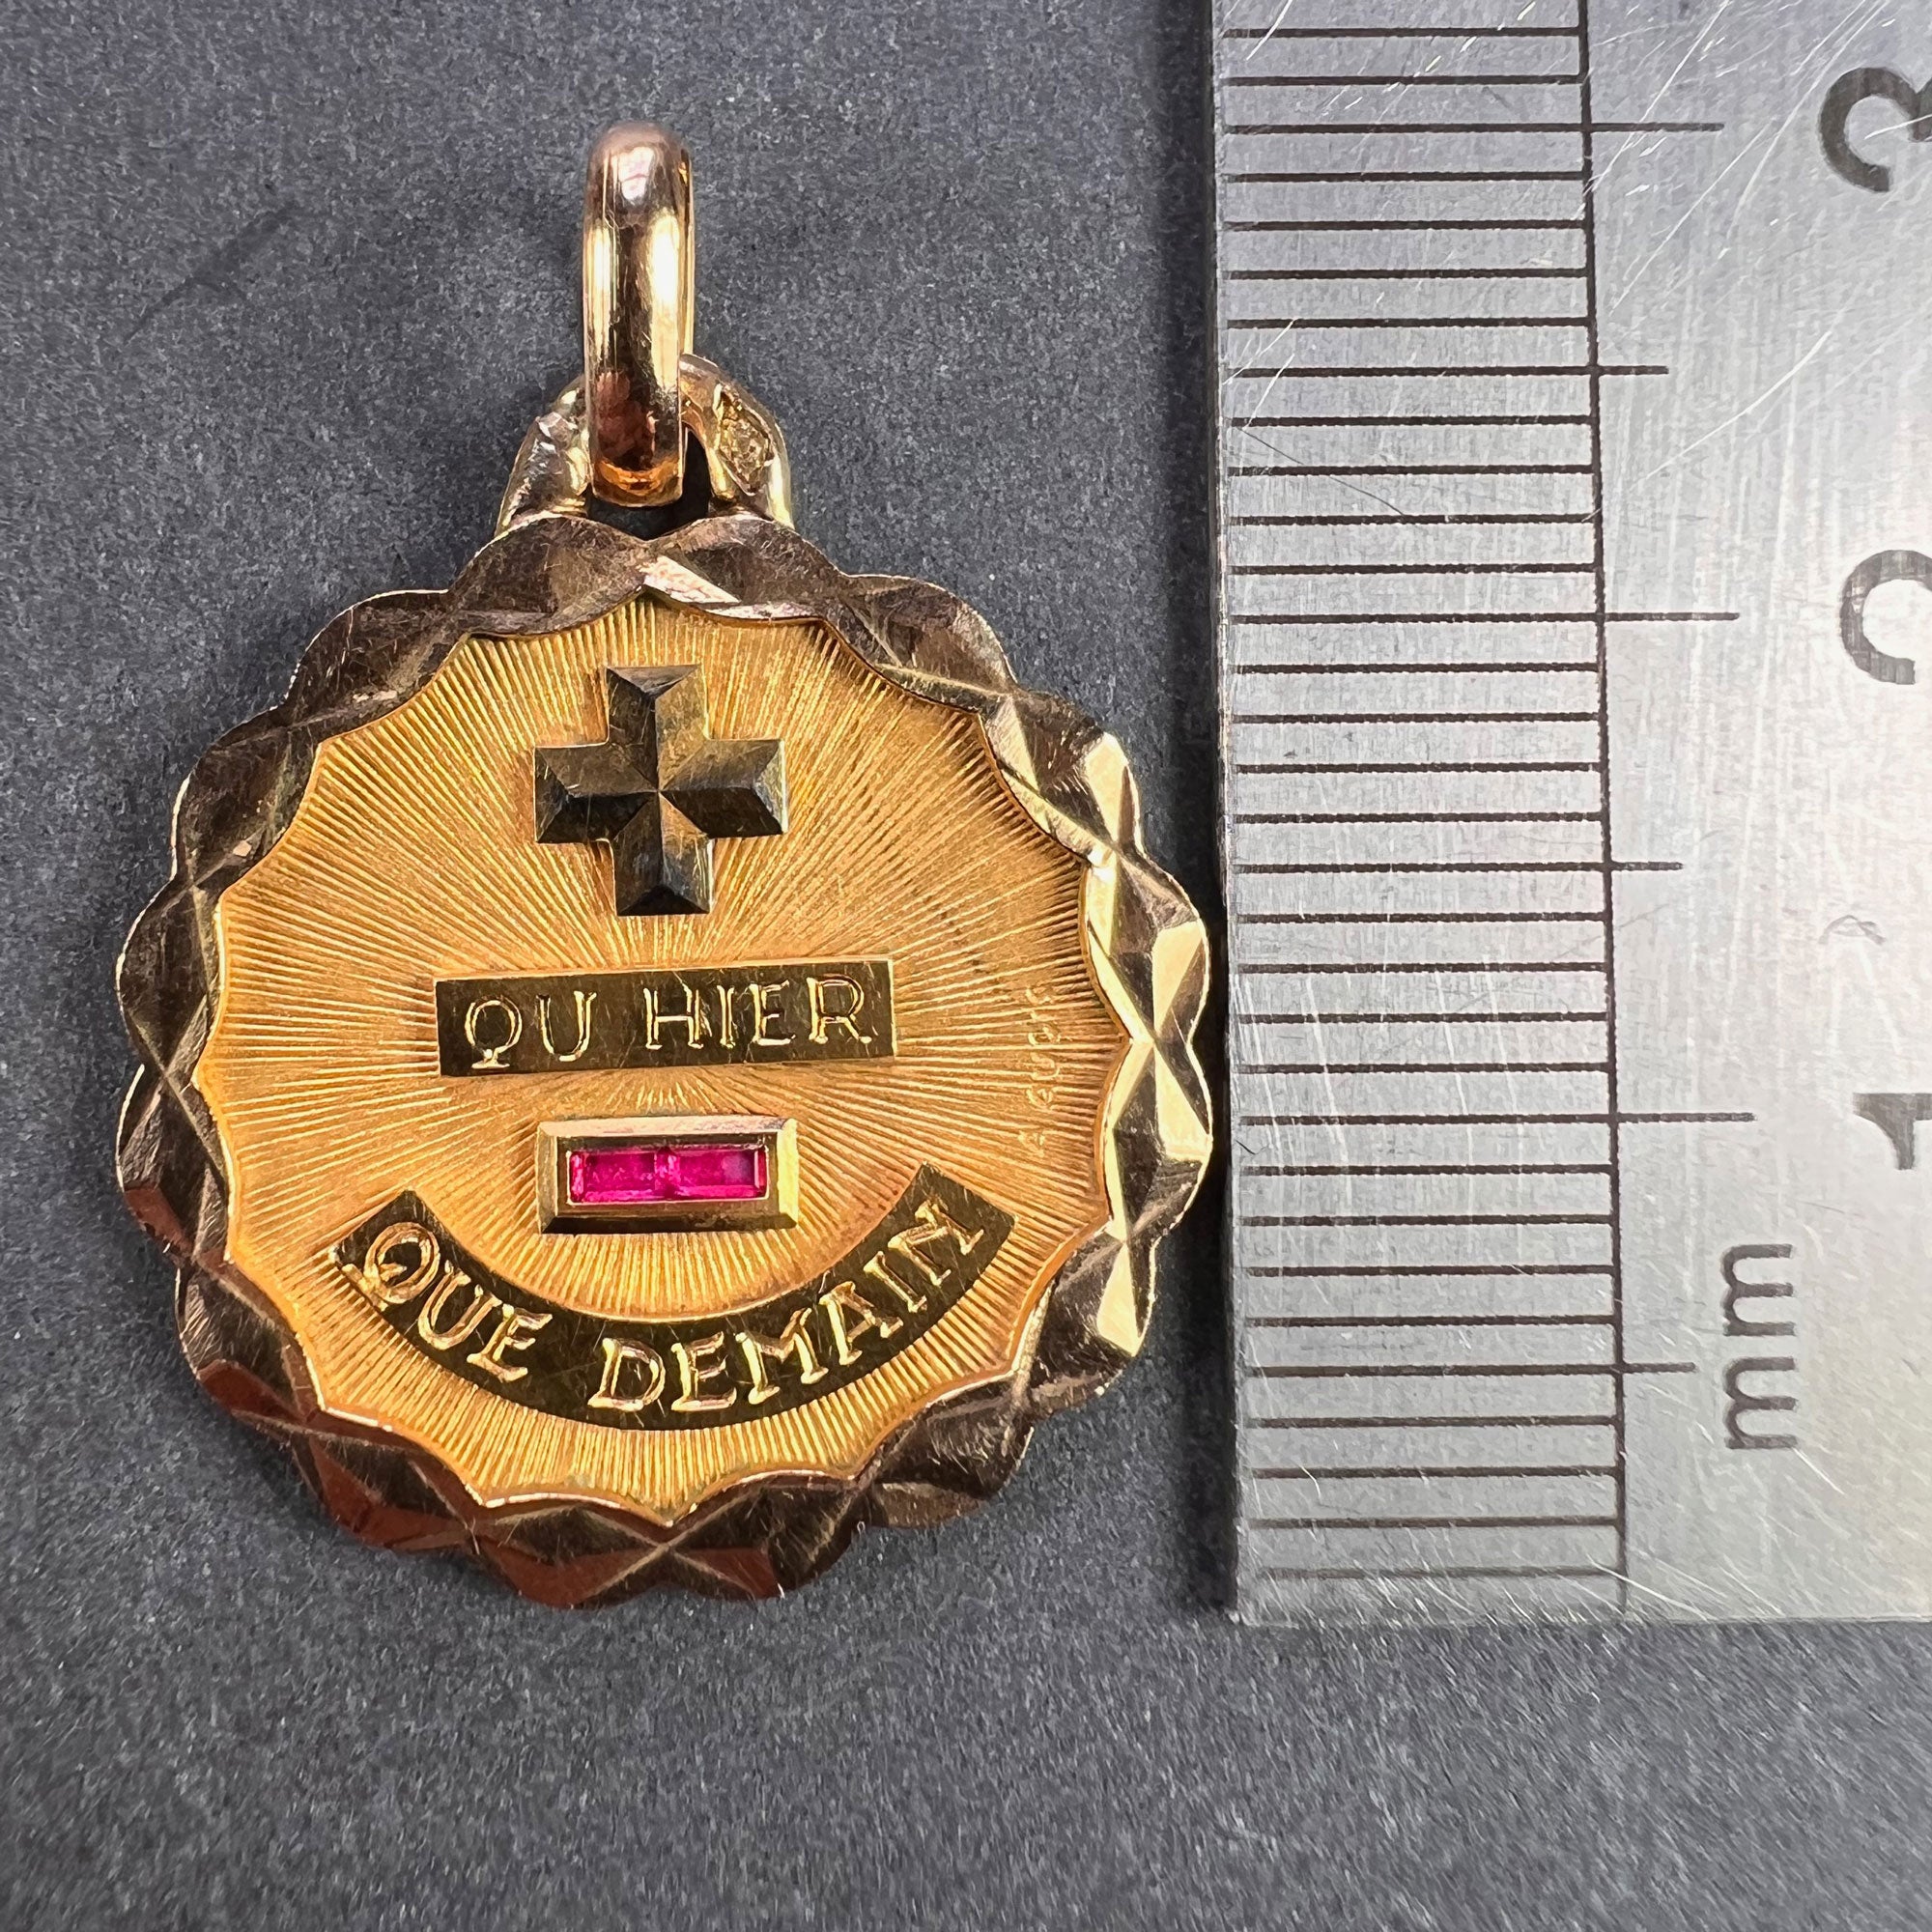 QU HIER
QUE DEMAIN
3
2
1
mm